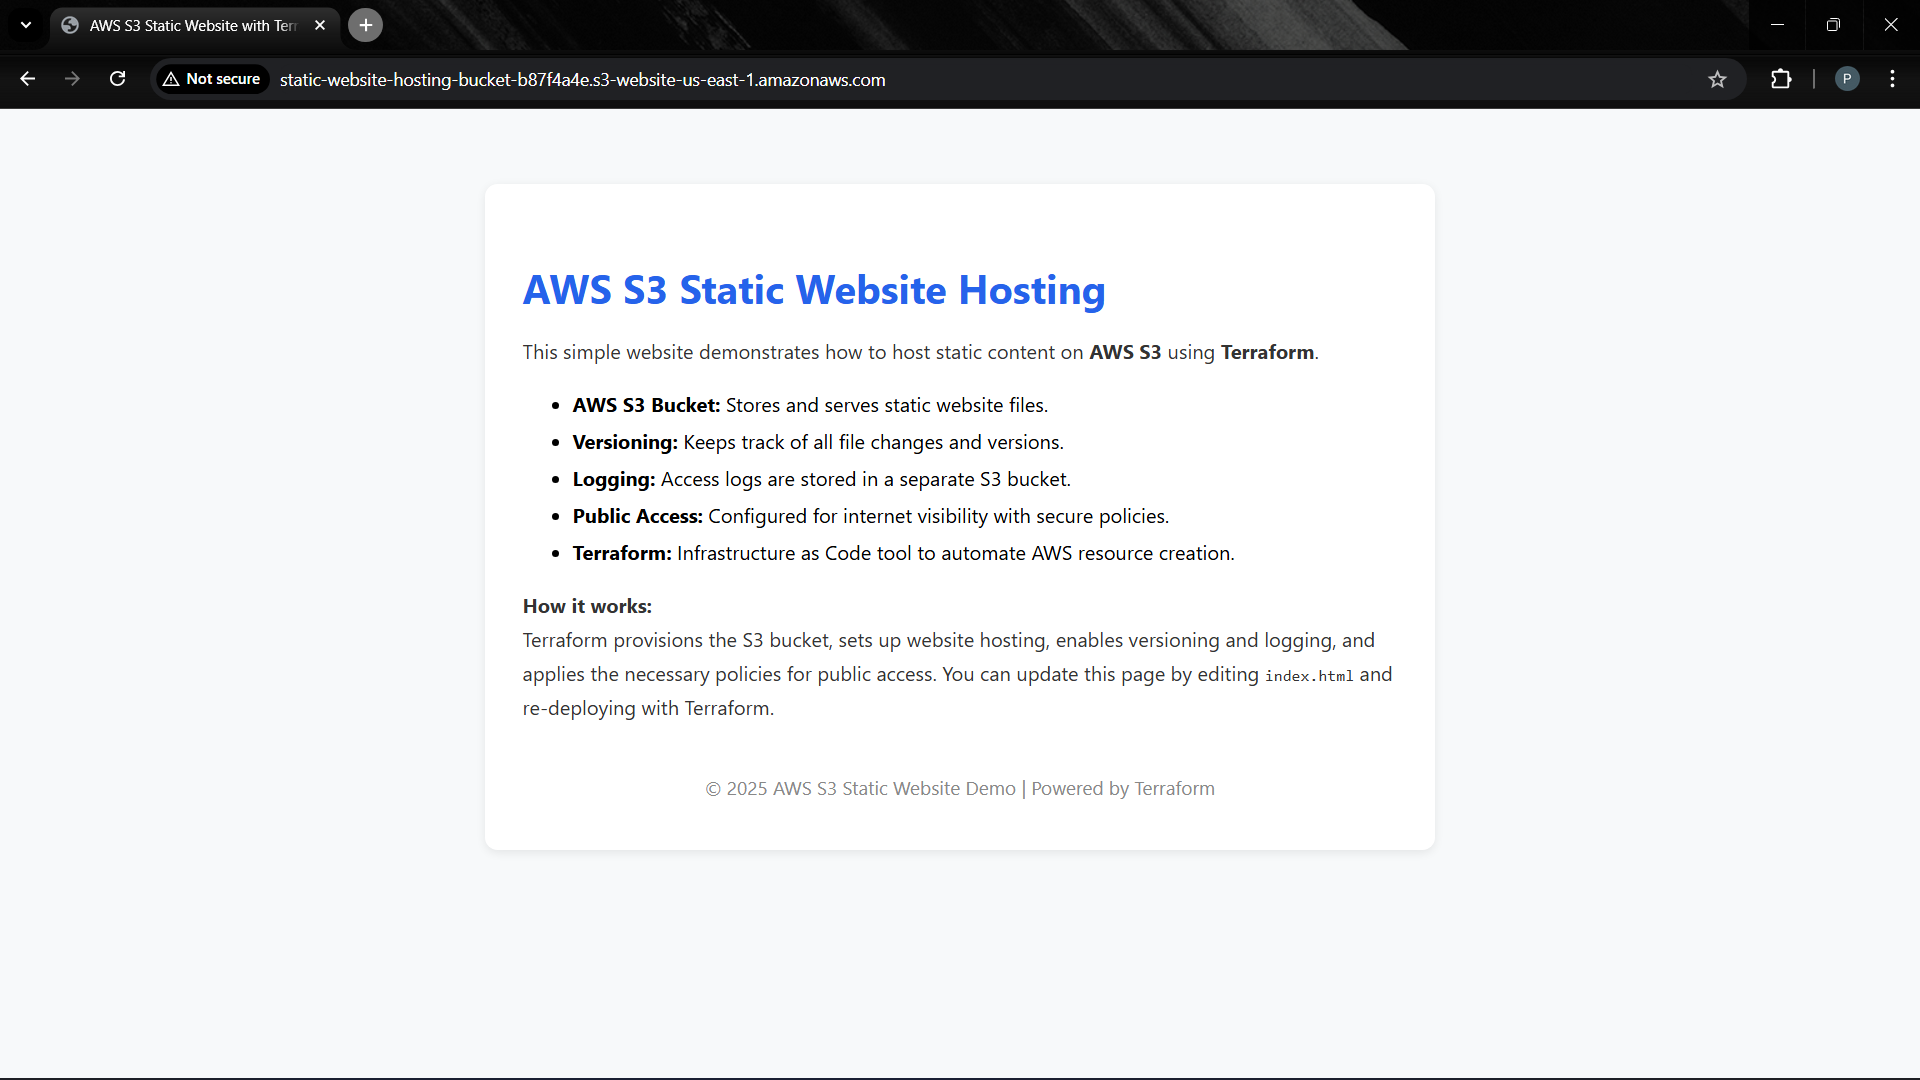 AWS S3 Static Website with Terr
Not secure
static-website-hosting-bucket-b87f4a4e.s3-website-us-east-1.amazonaws.com
P
AWS S3 Static Website Hosting
This simple website demonstrates how to host static content on AWS S3 using Terraform.
• AWS S3 Bucket: Stores and serves static website files.
• Versioning: Keeps track of all file changes and versions.
• Logging: Access logs are stored in a separate S3 bucket.
• Public Access: Configured for internet visibility with secure policies.
• Terraform: Infrastructure as Code tool to automate AWS resource creation.
How it works:
Terraform provisions the S3 bucket, sets up website hosting, enables versioning and logging, and
applies the necessary policies for public access. You can update this page by editing index.html and
re-deploying with Terraform.
© 2025 AWS S3 Static Website Demo | Powered by Terraform